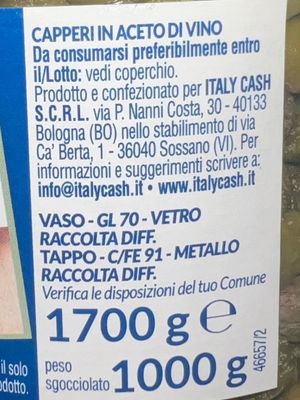 CAPPERI IN ACETO DI VINO
Da consumarsi preferibilmente entro
il/Lotto: vedi coperchio.
Prodotto e confezionato per ITALY CASH
S.C.R.L. via P. Nanni Costa, 30 - 40133
Bologna (BO) nello stabilimento di via
Ca' Berta, 1 - 36040 Sossano (VI). Per
informazioni e suggerimenti scrivere a:
info@italycash.it • www.italycash.it
VASO - GL 70 - VETRO
RACCOLTA DIFF.
TAPPO - C/FE 91 - METALLO
RACCOLTA DIFF.
Verifica le disposizioni del tuo Comune
1700 g ℮
peso
sgocciolato 1000 g
4665772
il solo